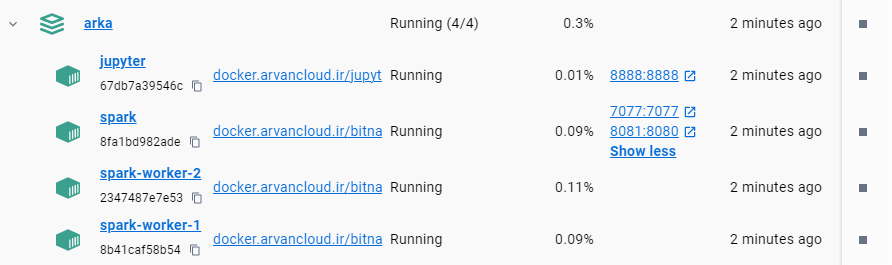 arka Running (4/4) 0.3% 2 minutes ago
jupyter
67db7a39546c docker.arvancloud.ir/jupyt Running 0.01% 8888:8888 2 minutes ago
spark
8fa1bd982ade docker.arvancloud.ir/bitna Running 0.09% 7077:7077
8081:8080 2 minutes ago
Show less
spark-worker-2
2347487e7e53 docker.arvancloud.ir/bitna Running 0.11% 2 minutes ago
spark-worker-1
8b41caf58b54 docker.arvancloud.ir/bitna Running 0.09% 2 minutes ago